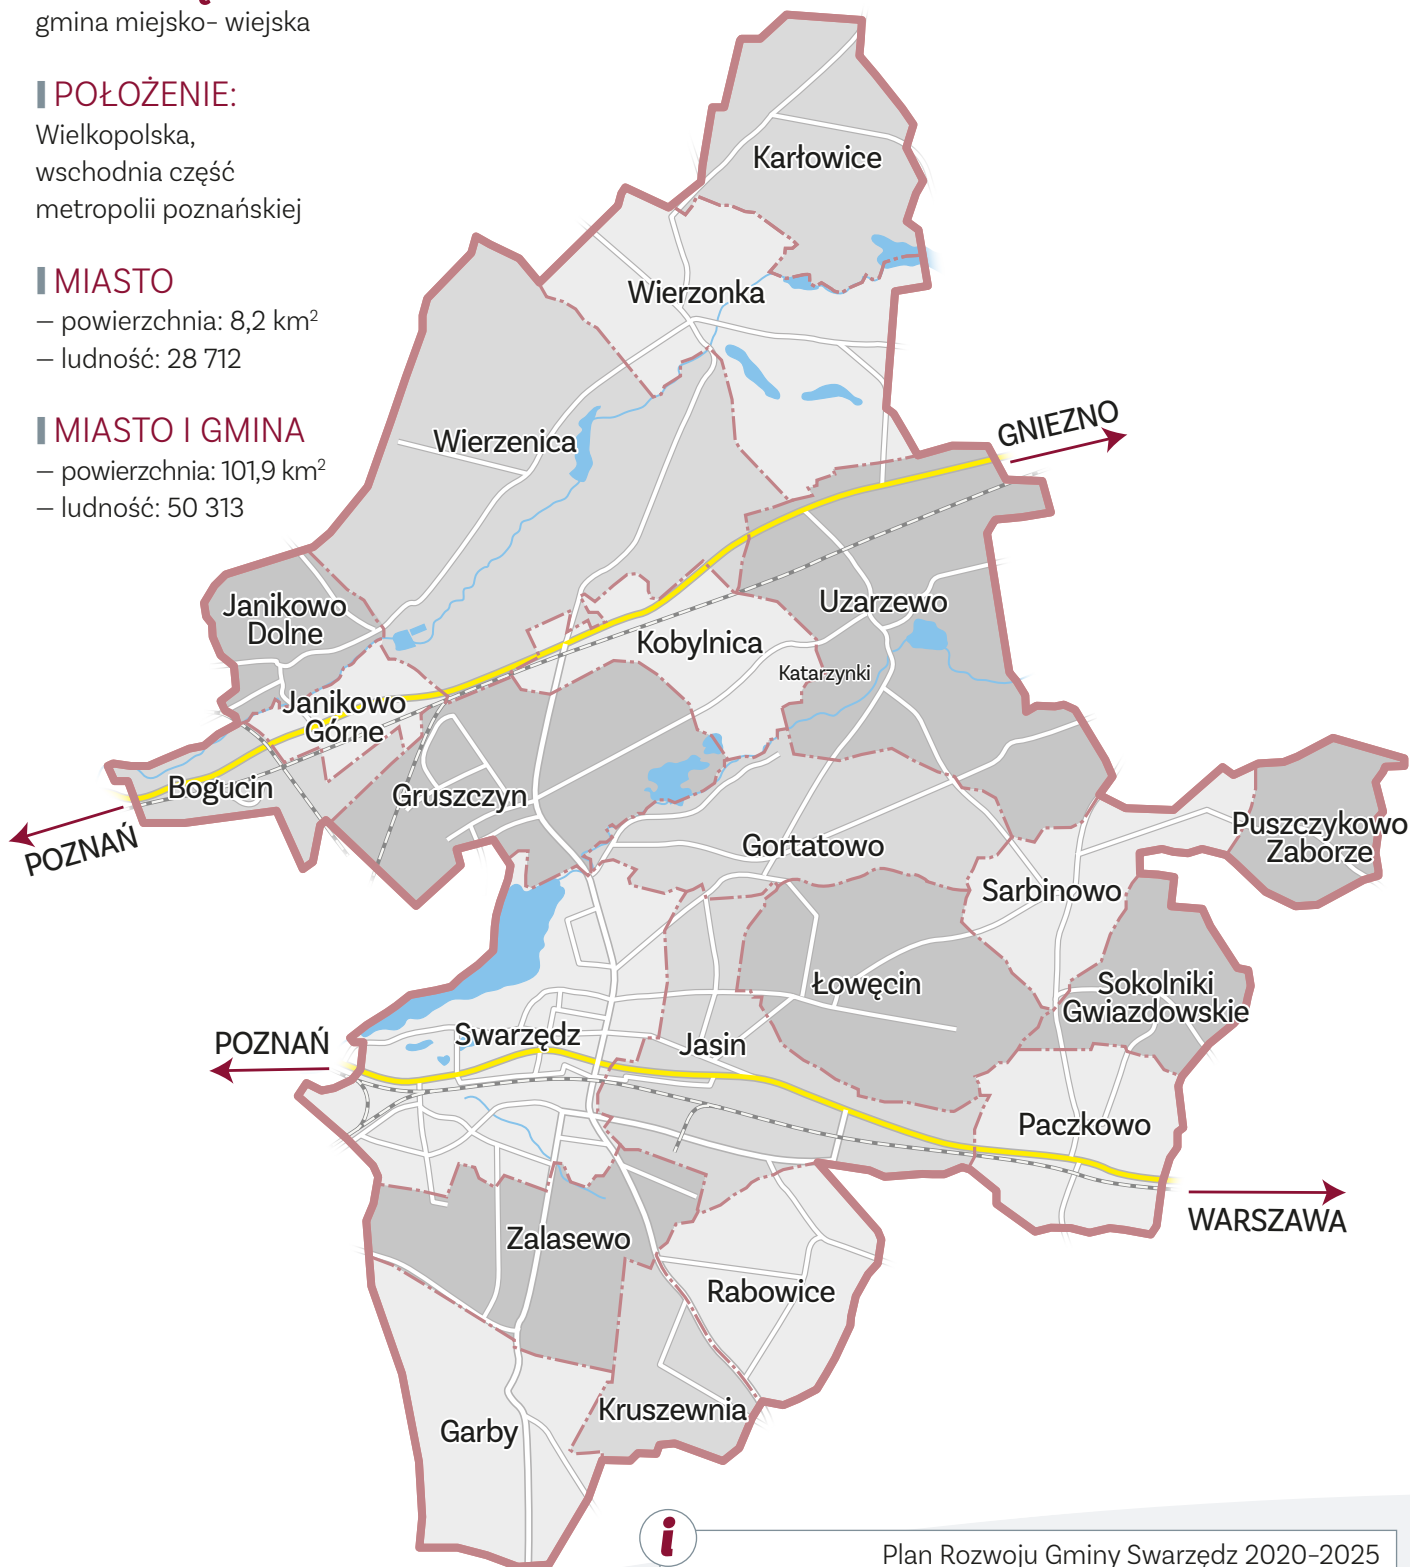 gmina miejsko- wiejska
POŁOŻENIE:
Wielkopolska,
wschodnia część
metropolii poznańskiej
MIASTO
– powierzchnia: 8,2 km²
– ludność: 28 712
MIASTO I GMINA
– powierzchnia: 101,9 km²
– ludność: 50 313
Karłowice
Wierzonka
GNIEZNO
Wierzenica
Janikowo
Dolne
Uzarzewo
Kobylnica
Katarzynki
Janikowo
Górne
Bogucin
Gruszczyn
POZNAŃ
Gortatowo
Puszczykowo
Zaborze
Sarbinowo
Łowęcin
Sokolniki
Gwiazdowskie
Swarzędz
Jasin
POZNAŃ
Paczkowo
WARSZAWA
Zalasewo
Rabowice
Kruszewnia
Garby
i
Plan Rozwoju Gminy Swarzędz 2020-2025